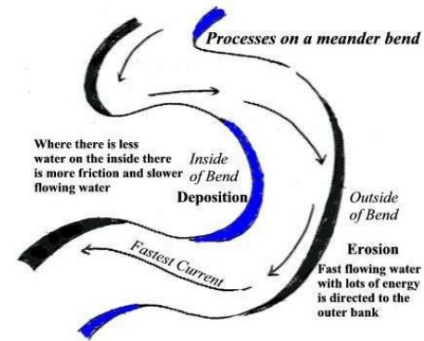 Processes on a meander bend
Where there is less
water on the inside there
is more friction and slower
flowing water
Inside
of Bend
Deposition
Outside
of Bend
Erosion
Fast flowing water
with lots of energy
is directed to the
outer bank
Fastest Current